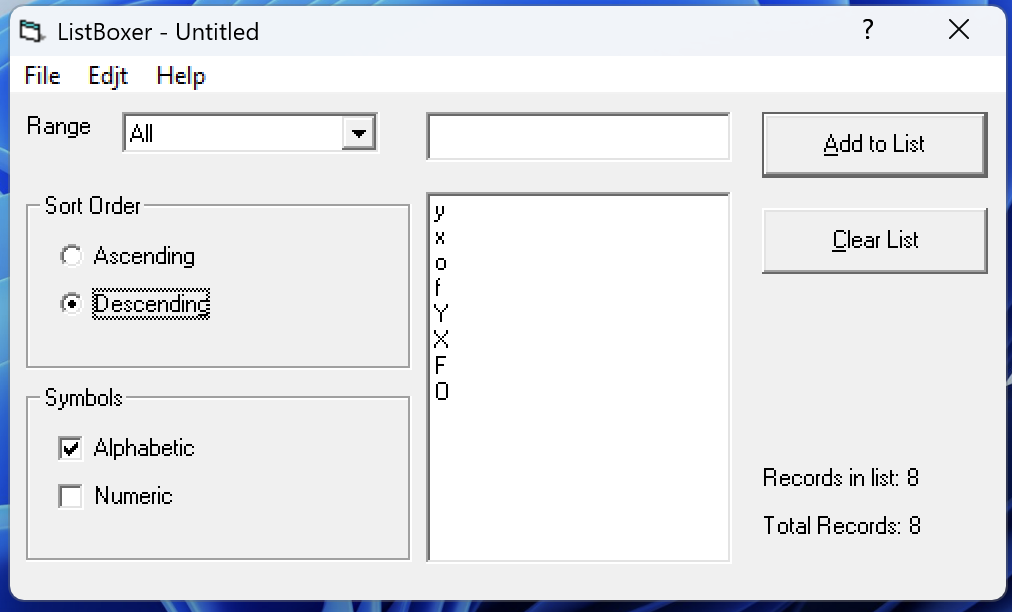 ListBoxer - Untitled
?
File Edjt Help
Range
All
Add to List
Sort Order
Ascending
Descending
Symbols
Alphabetic
Numeric
y
x
o
f
Y
X
F
O
Clear List
Records in list: 8
Total Records: 8